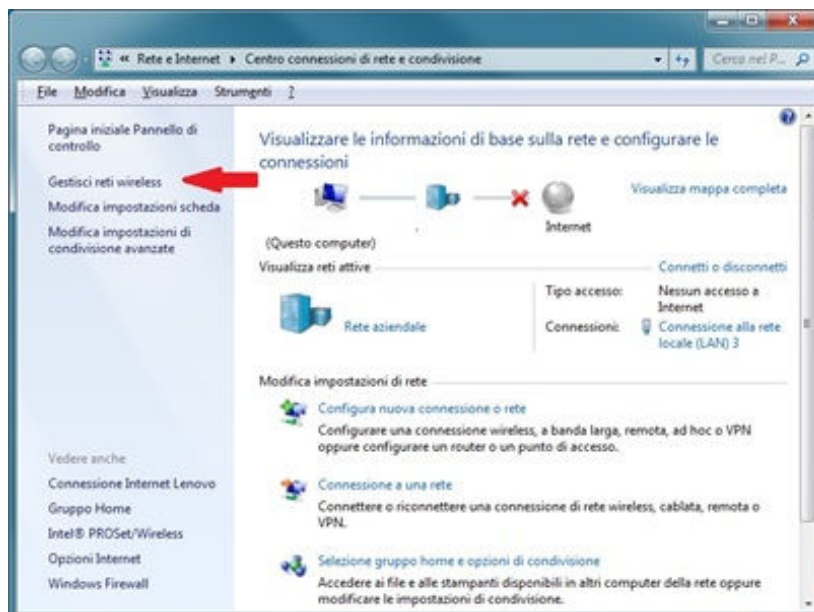 Rete e Internet
Centro connessioni di rete e condivisione
Cerca nel P...
File Modifica Visualizza Strumenti ?
Pagina iniziale Pannello di
controllo
Gestisci reti wireless
Modifica impostazioni scheda
Modifica impostazioni di
condivisione avanzate
Visualizzare le informazioni di base sulla rete e configurare le
connessioni
Visualizza mappa completa
(Questo computer)
Internet
Visualizza reti attive
Connetti o disconnetti
Rete aziendale
Tipo accesso: Nessun accesso a
Internet
Connessioni: Connessione alla rete
locale (LAN) 3
Modifica impostazioni di rete
Configura nuova connessione o rete
Configurare una connessione wireless, a banda larga, remota, ad hoc o VPN
oppure configurare un router o un punto di accesso.
Connessione a una rete
Connettere o riconnettere una connessione di rete wireless, cablata, remota o
VPN.
Selezione gruppo home e opzioni di condivisione
Accedere ai file e alle stampanti disponibili in altri computer della rete oppure
modificare le impostazioni di condivisione.
Vedere anche
Connessione Internet Lenovo
Gruppo Home
Intel® PROSet/Wireless
Opzioni Internet
Windows Firewall